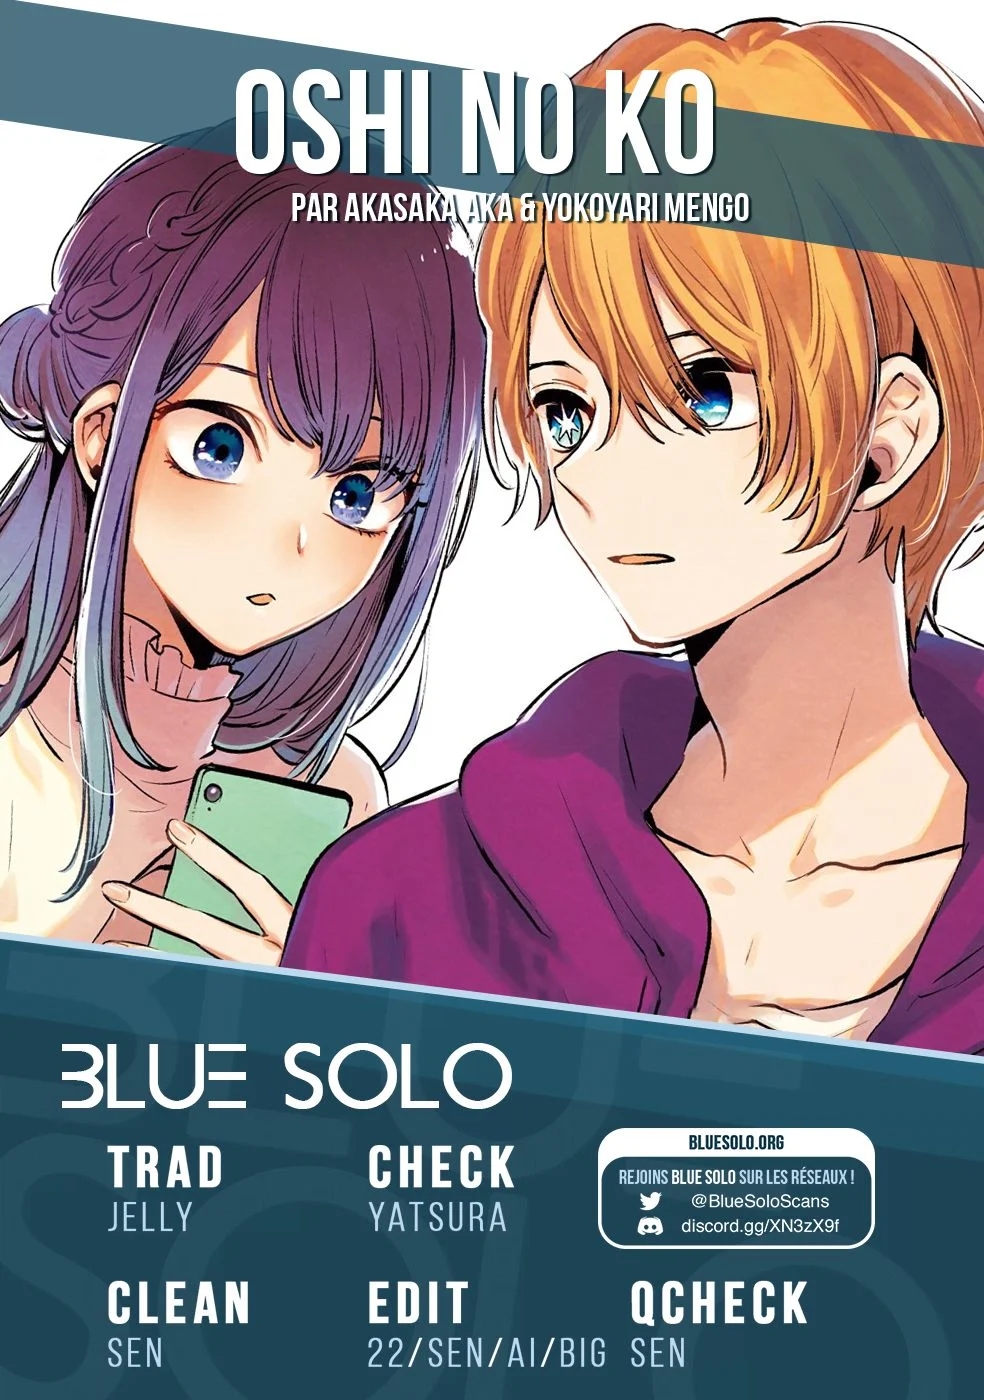 OSHI NO KO
PAR AKASAKA AKA & YOKOYARI MENGO
BLUE SOLO
TRAD
JELLY
CHECK
YATSURA
BLUESOLO.ORG
REJOINS BLUE SOLO SUR LES RÉSEAUX !
@BlueSoloScans
discord.gg/XN3zX9f
CLEAN
SEN
EDIT
22/SEN/AI/BIG
QCHECK
SEN